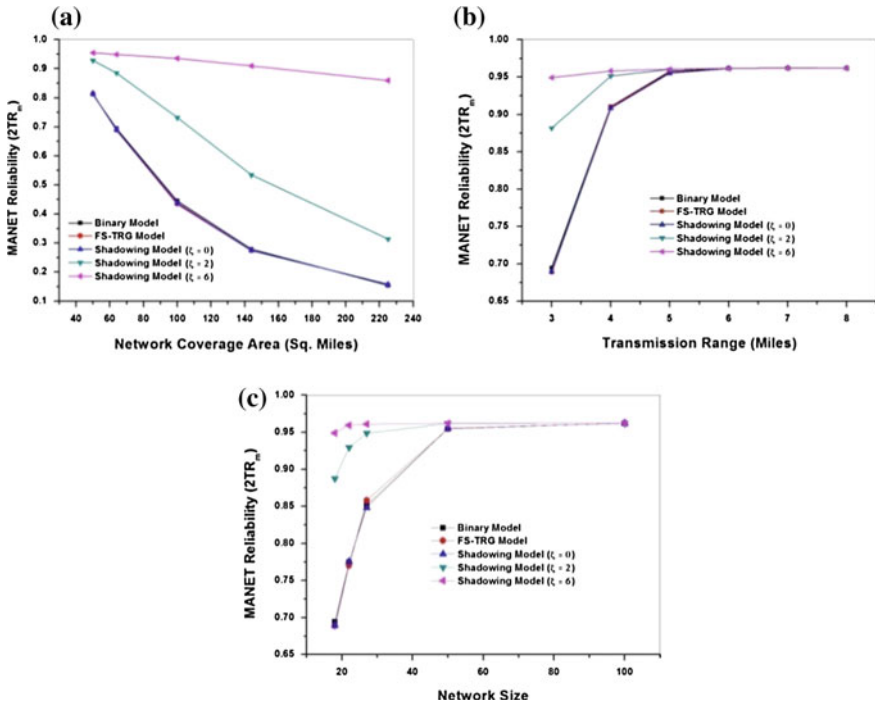 (a)
1.0
0.9
0.8
0.7
0.6
0.5
0.4
0.3
0.2
0.1
MANET Reliability (2TRm)
Binary Model
FS-TRG Model
Shadowing Model (ζ = 0)
Shadowing Model (ζ = 2)
Shadowing Model (ζ = 6)
40 60 80 100 120 140 160 180 200 220 240
Network Coverage Area (Sq. Miles)
(b)
1.00
0.95
0.90
0.85
0.80
0.75
0.70
0.65
MANET Reliability (2TRm)
Binary Model
FS-TRG Model
Shadowing Model (ζ = 0)
Shadowing Model (ζ = 2)
Shadowing Model (ζ = 6)
3 4 5 6 7 8
Transmission Range (Miles)
(c)
1.00
0.95
0.90
0.85
0.80
0.75
0.70
0.65
MANET Reliability (2TRm)
Binary Model
FS-TRG Model
Shadowing Model (ζ = 0)
Shadowing Model (ζ = 2)
Shadowing Model (ζ = 6)
20 40 60 80 100
Network Size